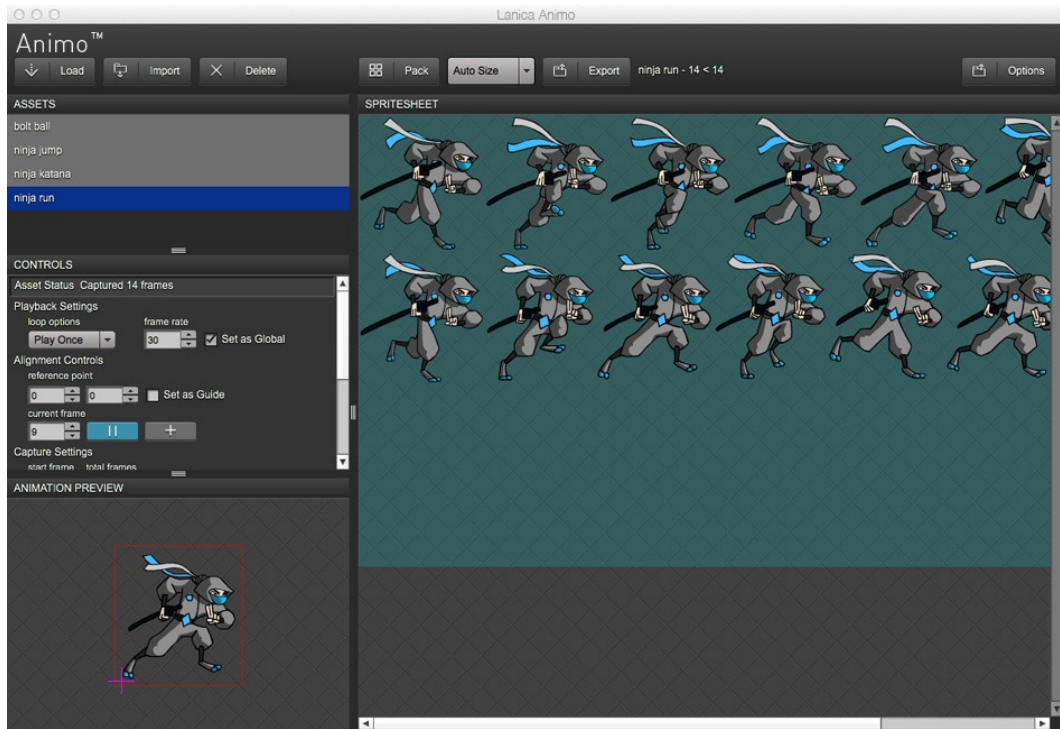 Lanica Animo
Animo™
Load Import Delete Pack Auto Size Export ninja run - 14 < 14 Options
ASSETS
SPRITESHEET
bolt ball
ninja jump
ninja katana
ninja run
CONTROLS
Asset Status Captured 14 frames
Playback Settings
loop options frame rate
Play Once 30 Set as Global
Alignment Controls
reference point
0 0 Set as Guide
current frame
9
Capture Settings
start frame total frames
ANIMATION PREVIEW